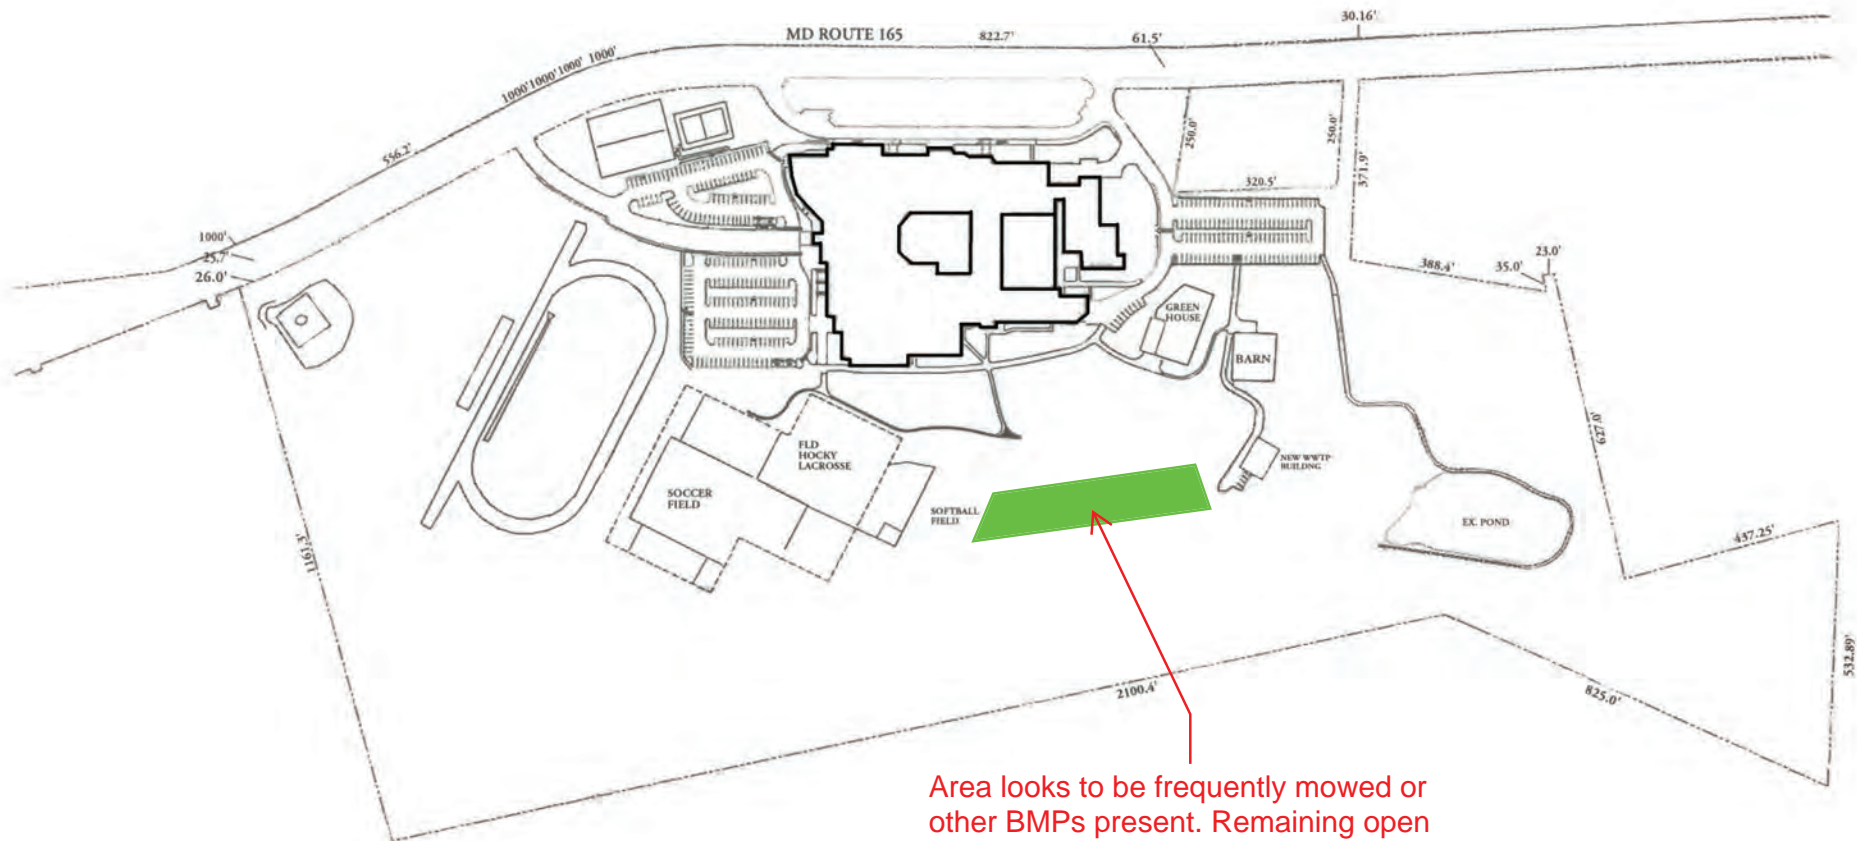 30.16'
MD ROUTE 165
822.7'
61.5'
1000' 1000' 1000' 1000'
556.2'
250.0'
250.0'
371.9'
320.5'
1000'
25.7'
26.0'
388.4'
35.0'
23.0'
GREEN
HOUSE
BARN
627.0'
FLD
HOCKY
LACROSSE
SOCCER
FIELD
SOFTBALL
FIELD
NEW WWTP
BUILDING
EX. POND
437.25'
1161.3'
532.89'
2100.4'
825.0'
Area looks to be frequently mowed or
other BMPs present. Remaining open